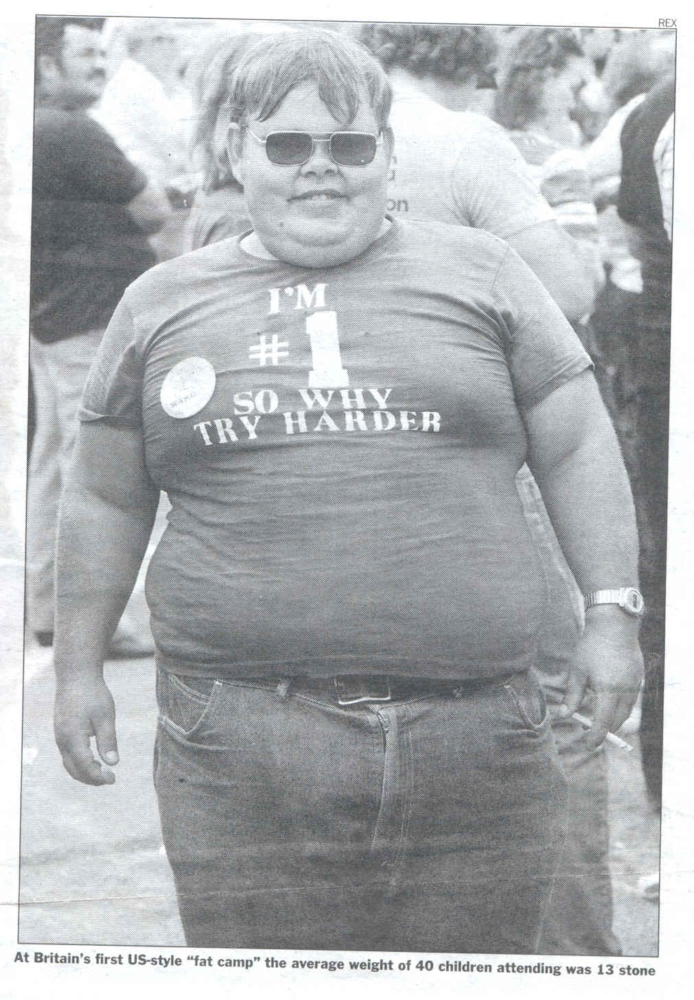 REX
on
I'M
# 1
SO WHY
TRY HARDER
At Britain's first US-style “fat camp” the average weight of 40 children attending was 13 stone